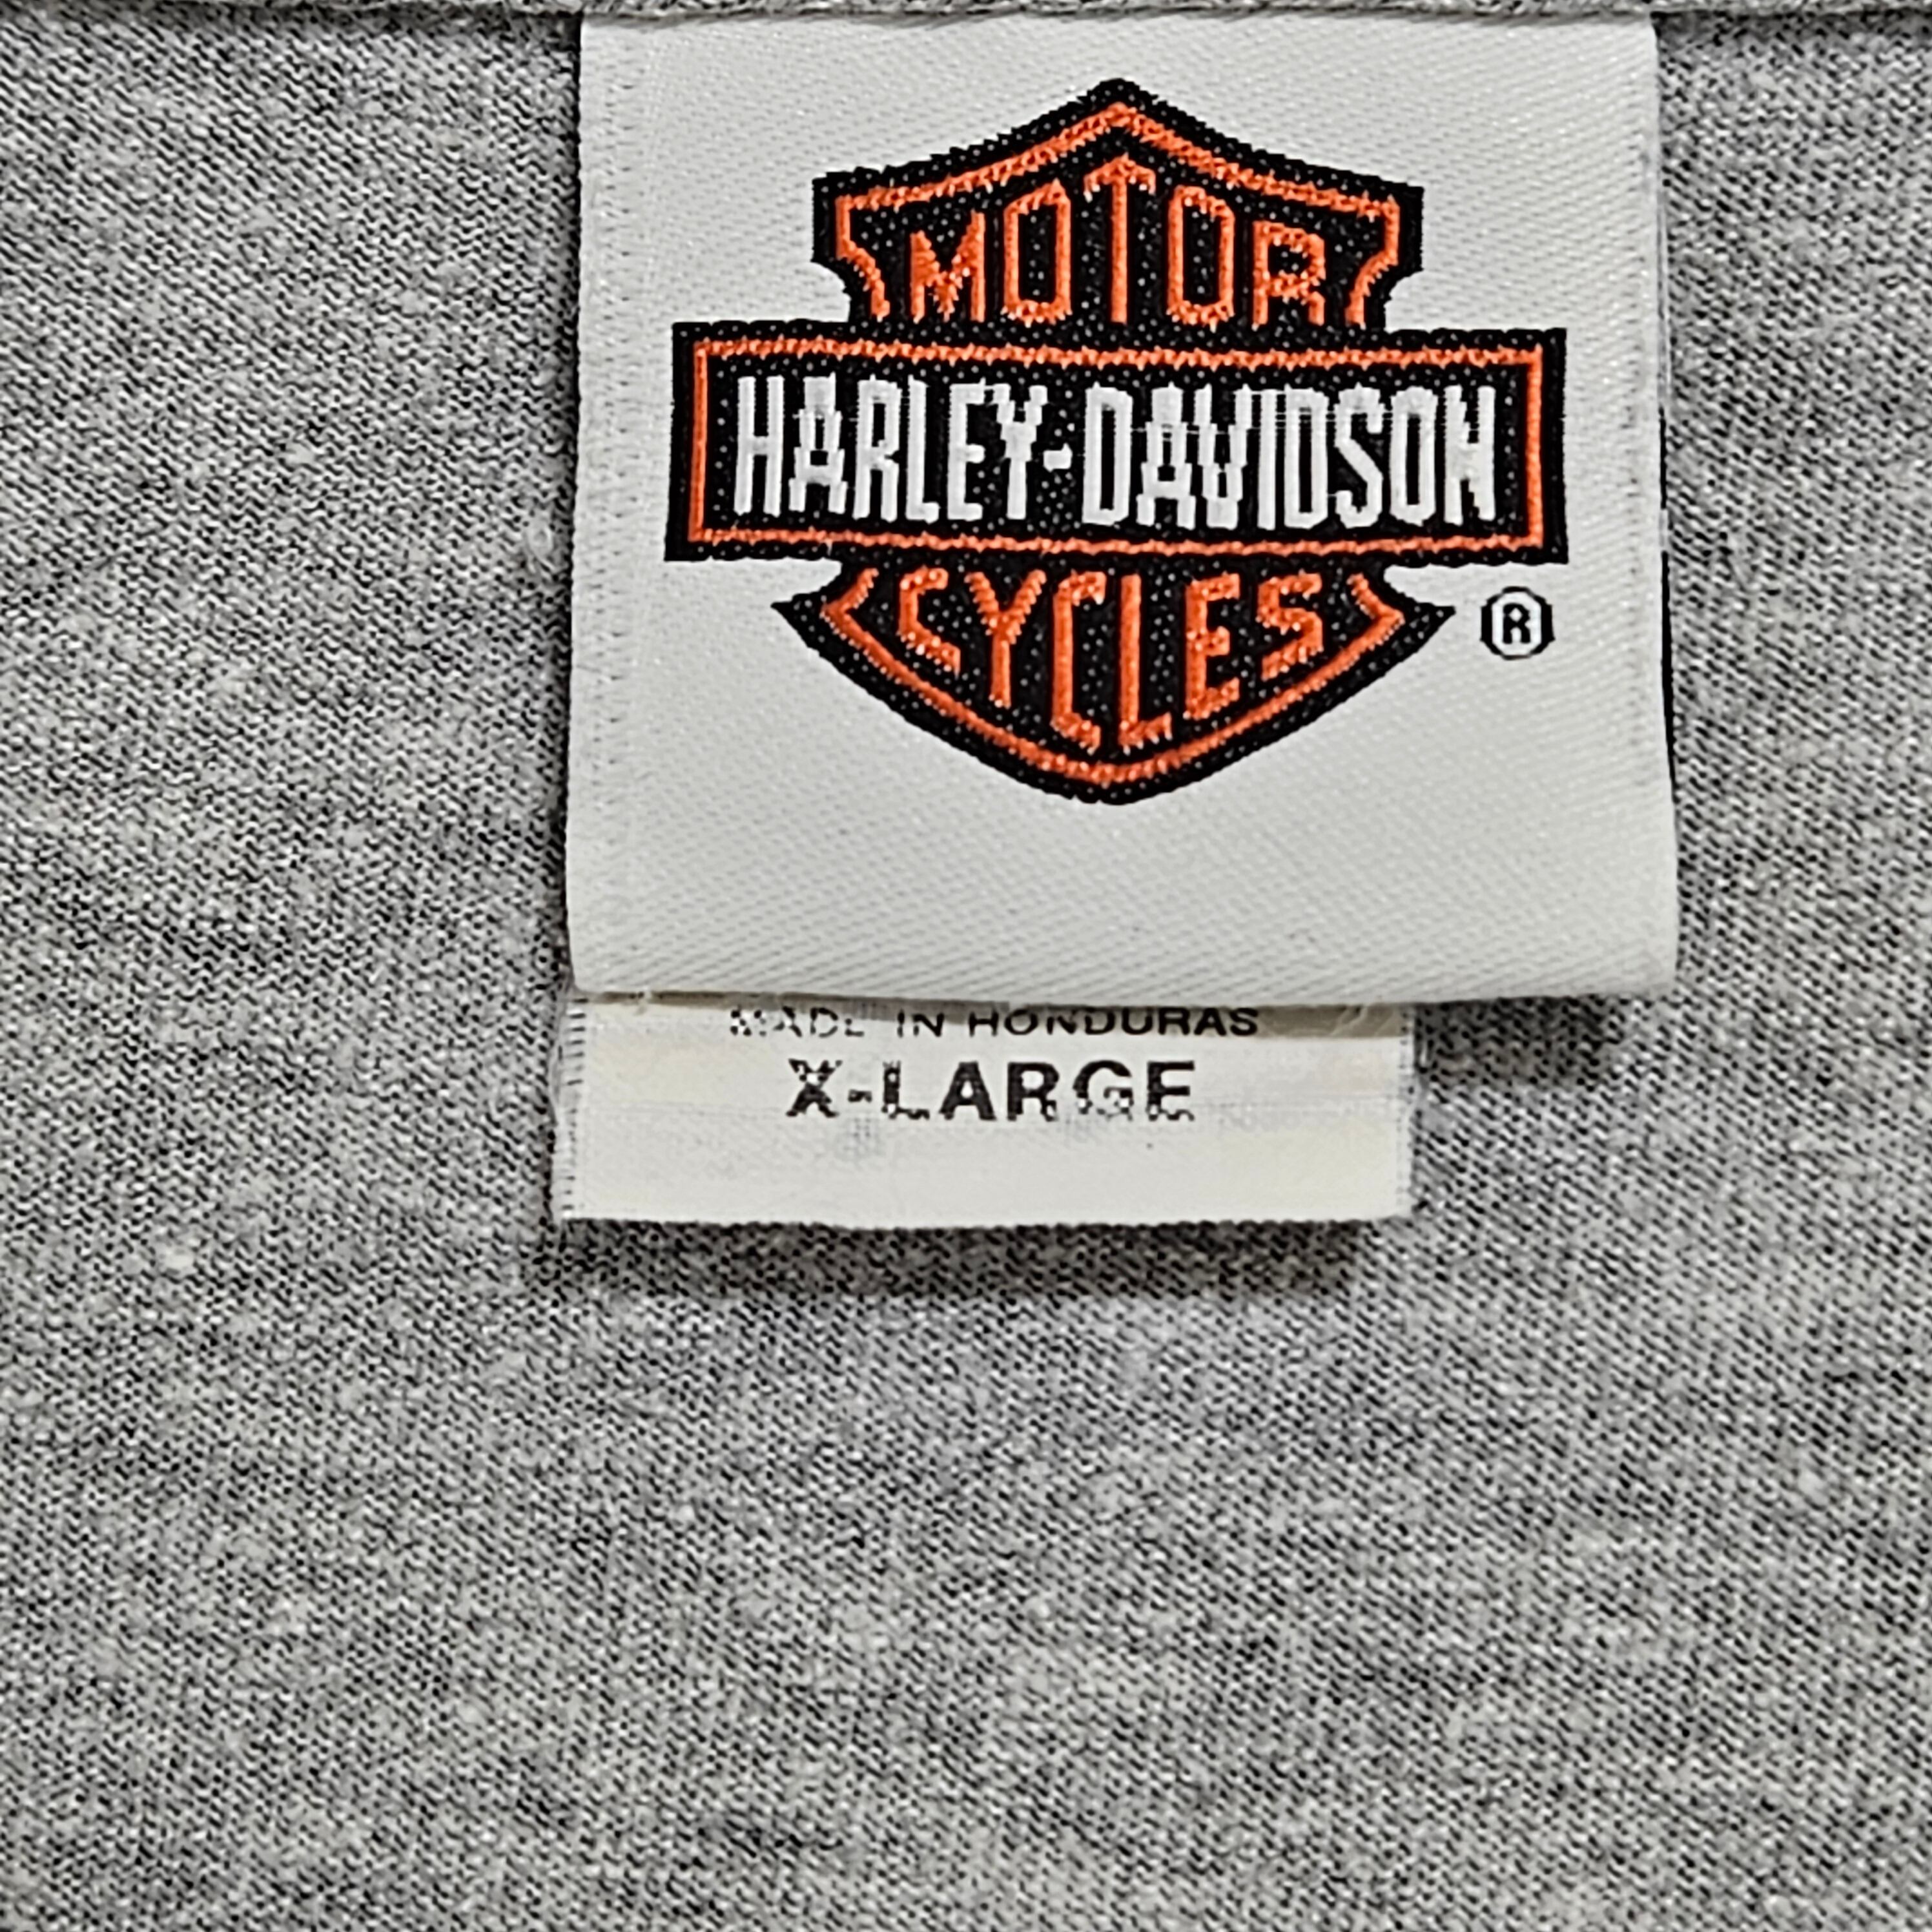 MOTOR
HARLEY-DAVIDSON
CYCLES
®
MADE IN HONDURAS
X-LARGE